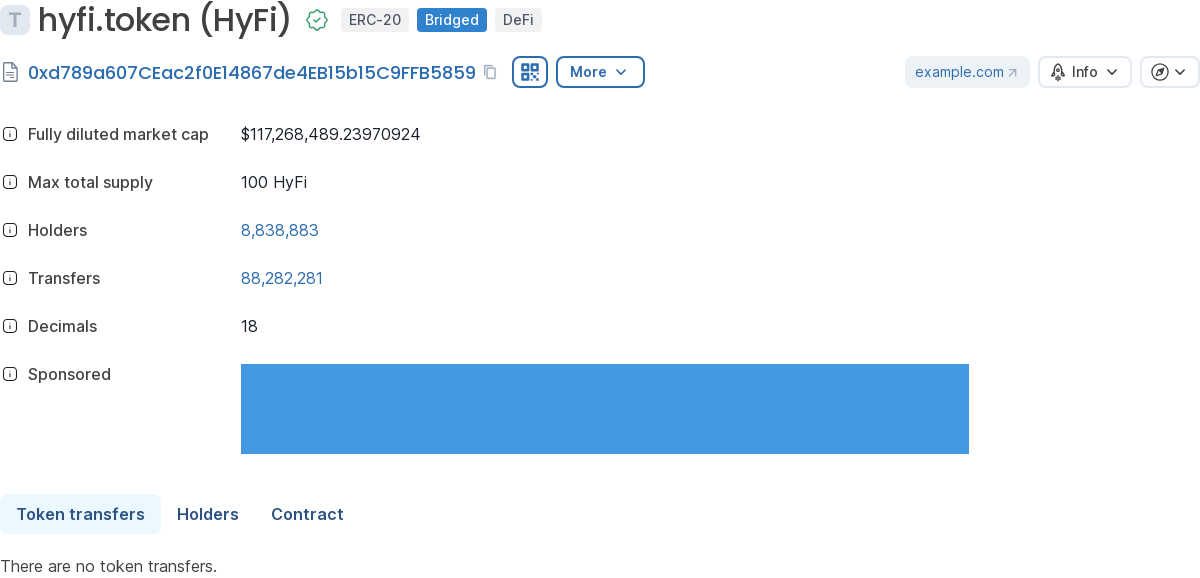 T hyfi.token (HyFi) ERC-20 Bridged DeFi
0xd789a607CEac2f0E14867de4EB15b15C9FFB5859 More example.com Info
Fully diluted market cap $117,268,489.23970924
Max total supply 100 HyFi
Holders 8,838,883
Transfers 88,282,281
Decimals 18
Sponsored
Token transfers Holders Contract
There are no token transfers.